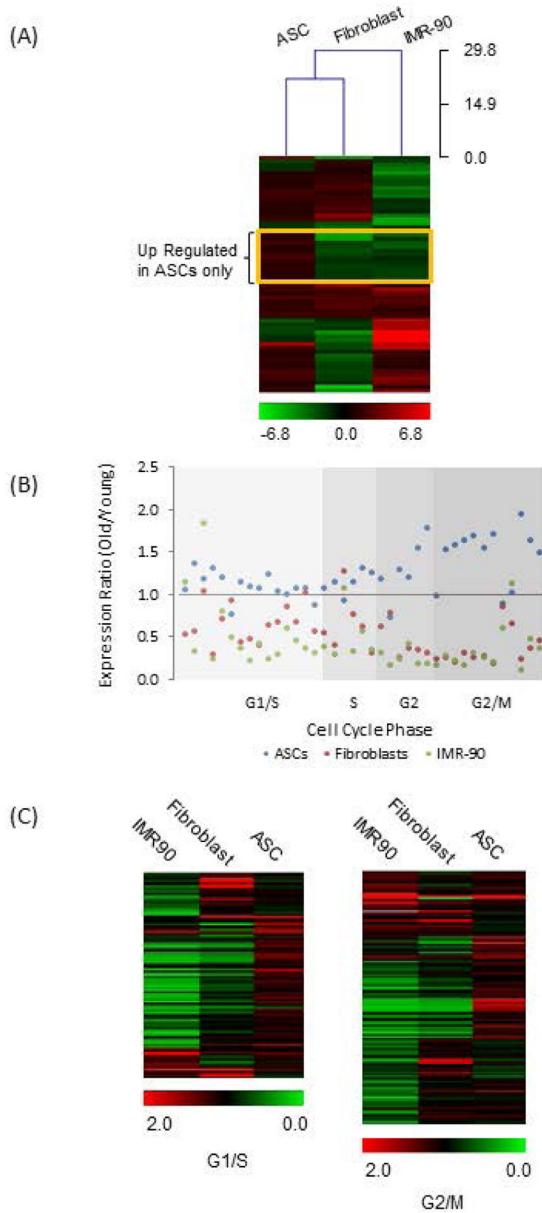 (A)
ASC Fibroblast IMR-90
29.8
14.9
0.0
Up Regulated
in ASCs only
-6.8 0.0 6.8
(B)
Expression Ratio (Old/Young)
2.5
2.0
1.5
1.0
0.5
0.0
G1/S S G2 G2/M
Cell Cycle Phase
ASCs Fibroblasts IMR-90
(C)
IMR90 Fibroblast ASC
2.0 0.0
G1/S
IMR90 Fibroblast ASC
2.0 0.0
G2/M